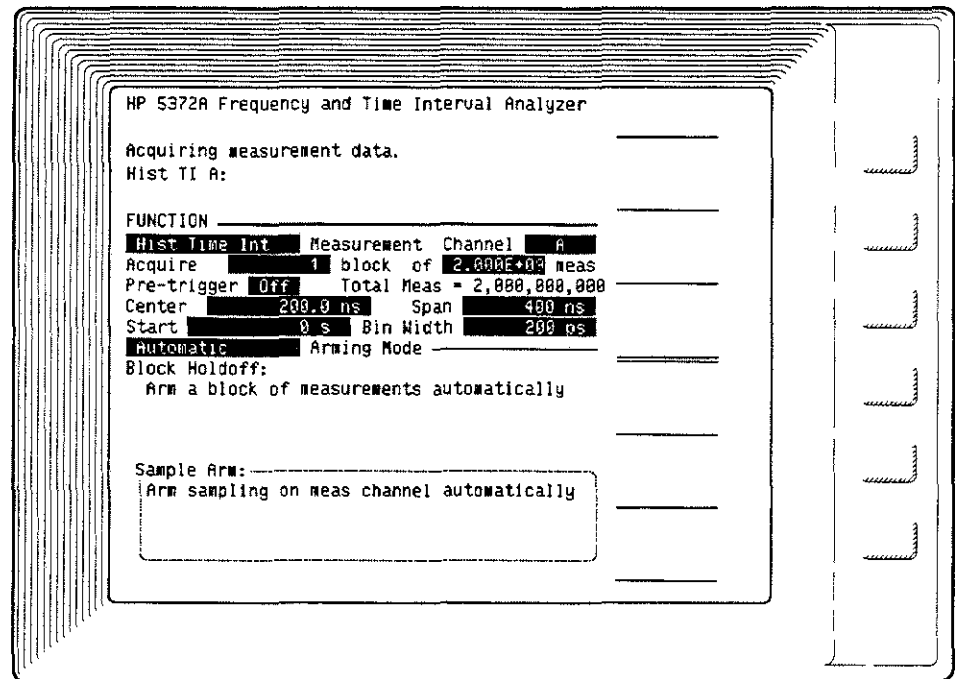 HP 5372A Frequency and Time Interval Analyzer
Acquiring measurement data.
Hist TI A:
FUNCTION
Hist Time Int Measurement Channel A
Acquire 1 block of 2.000E+09 meas
Pre-trigger Off Total Meas = 2,000,000,000
Center 200.0 ns Span 400 ns
Start 0 s Bin Width 200 ps
Automatic Arming Mode
Block Holdoff:
Arm a block of measurements automatically
Sample Arm:
Arm sampling on meas channel automatically